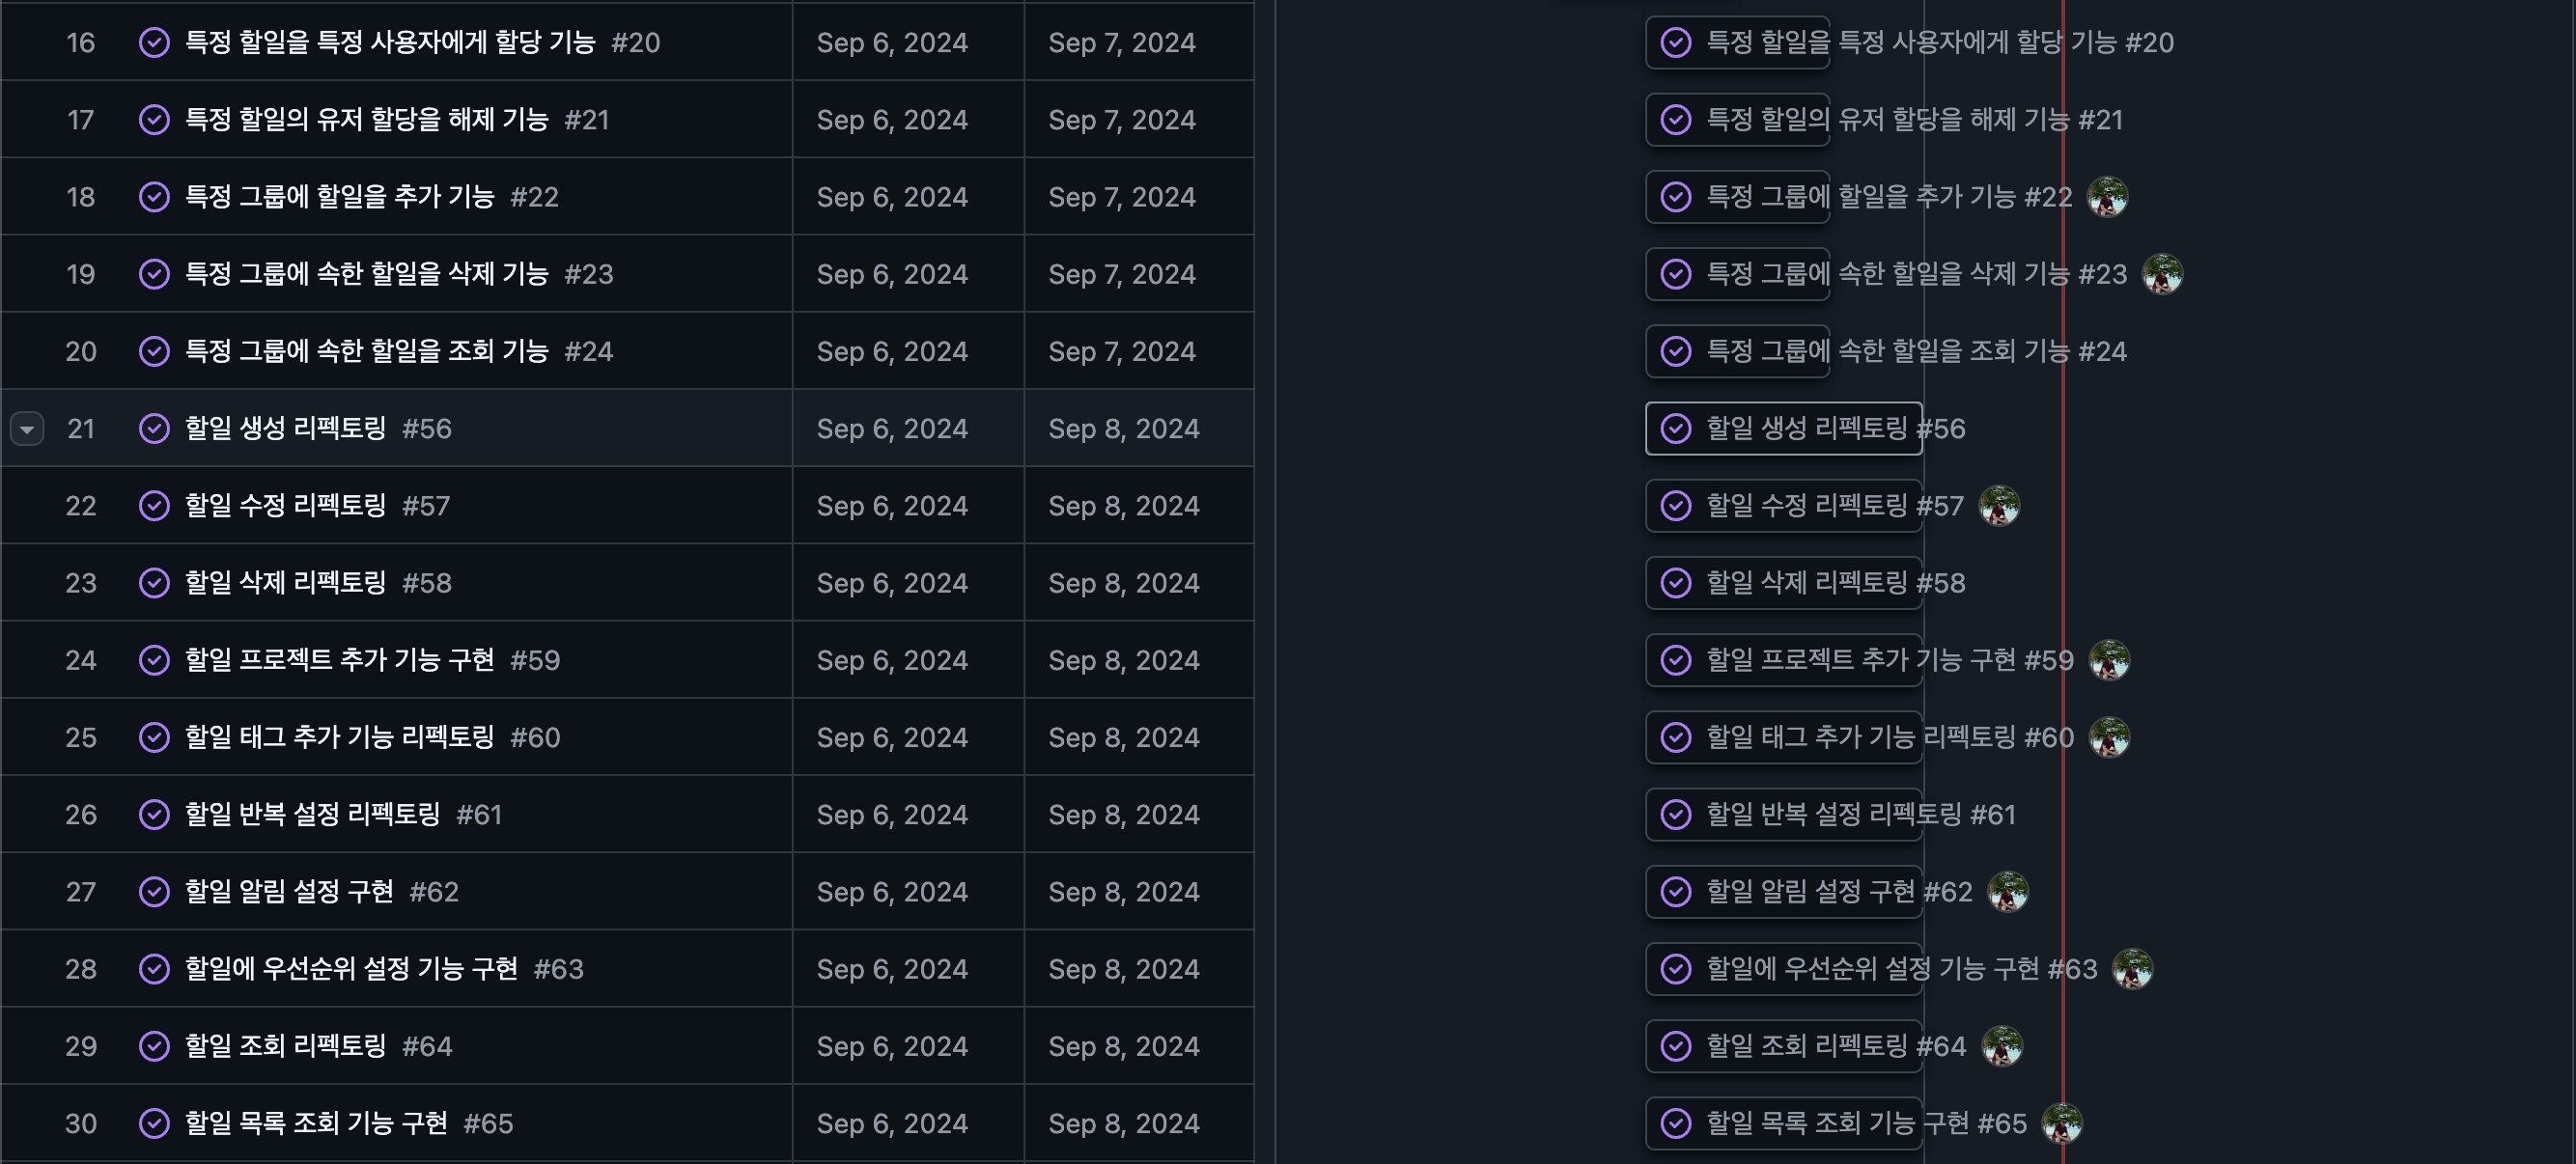 16 특정 할일을 특정 사용자에게 할당 기능 #20 Sep 6, 2024 Sep 7, 2024 특정 할일을 특정 사용자에게 할당 기능 #20
17 특정 할일의 유저 할당을 해제 기능 #21 Sep 6, 2024 Sep 7, 2024 특정 할일의 유저 할당을 해제 기능 #21
18 특정 그룹에 할일을 추가 기능 #22 Sep 6, 2024 Sep 7, 2024 특정 그룹에 할일을 추가 기능 #22
19 특정 그룹에 속한 할일을 삭제 기능 #23 Sep 6, 2024 Sep 7, 2024 특정 그룹에 속한 할일을 삭제 기능 #23
20 특정 그룹에 속한 할일을 조회 기능 #24 Sep 6, 2024 Sep 7, 2024 특정 그룹에 속한 할일을 조회 기능 #24
21 할일 생성 리펙토링 #56 Sep 6, 2024 Sep 8, 2024 할일 생성 리펙토링 #56
22 할일 수정 리펙토링 #57 Sep 6, 2024 Sep 8, 2024 할일 수정 리펙토링 #57
23 할일 삭제 리펙토링 #58 Sep 6, 2024 Sep 8, 2024 할일 삭제 리펙토링 #58
24 할일 프로젝트 추가 기능 구현 #59 Sep 6, 2024 Sep 8, 2024 할일 프로젝트 추가 기능 구현 #59
25 할일 태그 추가 기능 리펙토링 #60 Sep 6, 2024 Sep 8, 2024 할일 태그 추가 기능 리펙토링 #60
26 할일 반복 설정 리펙토링 #61 Sep 6, 2024 Sep 8, 2024 할일 반복 설정 리펙토링 #61
27 할일 알림 설정 구현 #62 Sep 6, 2024 Sep 8, 2024 할일 알림 설정 구현 #62
28 할일에 우선순위 설정 기능 구현 #63 Sep 6, 2024 Sep 8, 2024 할일에 우선순위 설정 기능 구현 #63
29 할일 조회 리펙토링 #64 Sep 6, 2024 Sep 8, 2024 할일 조회 리펙토링 #64
30 할일 목록 조회 기능 구현 #65 Sep 6, 2024 Sep 8, 2024 할일 목록 조회 기능 구현 #65